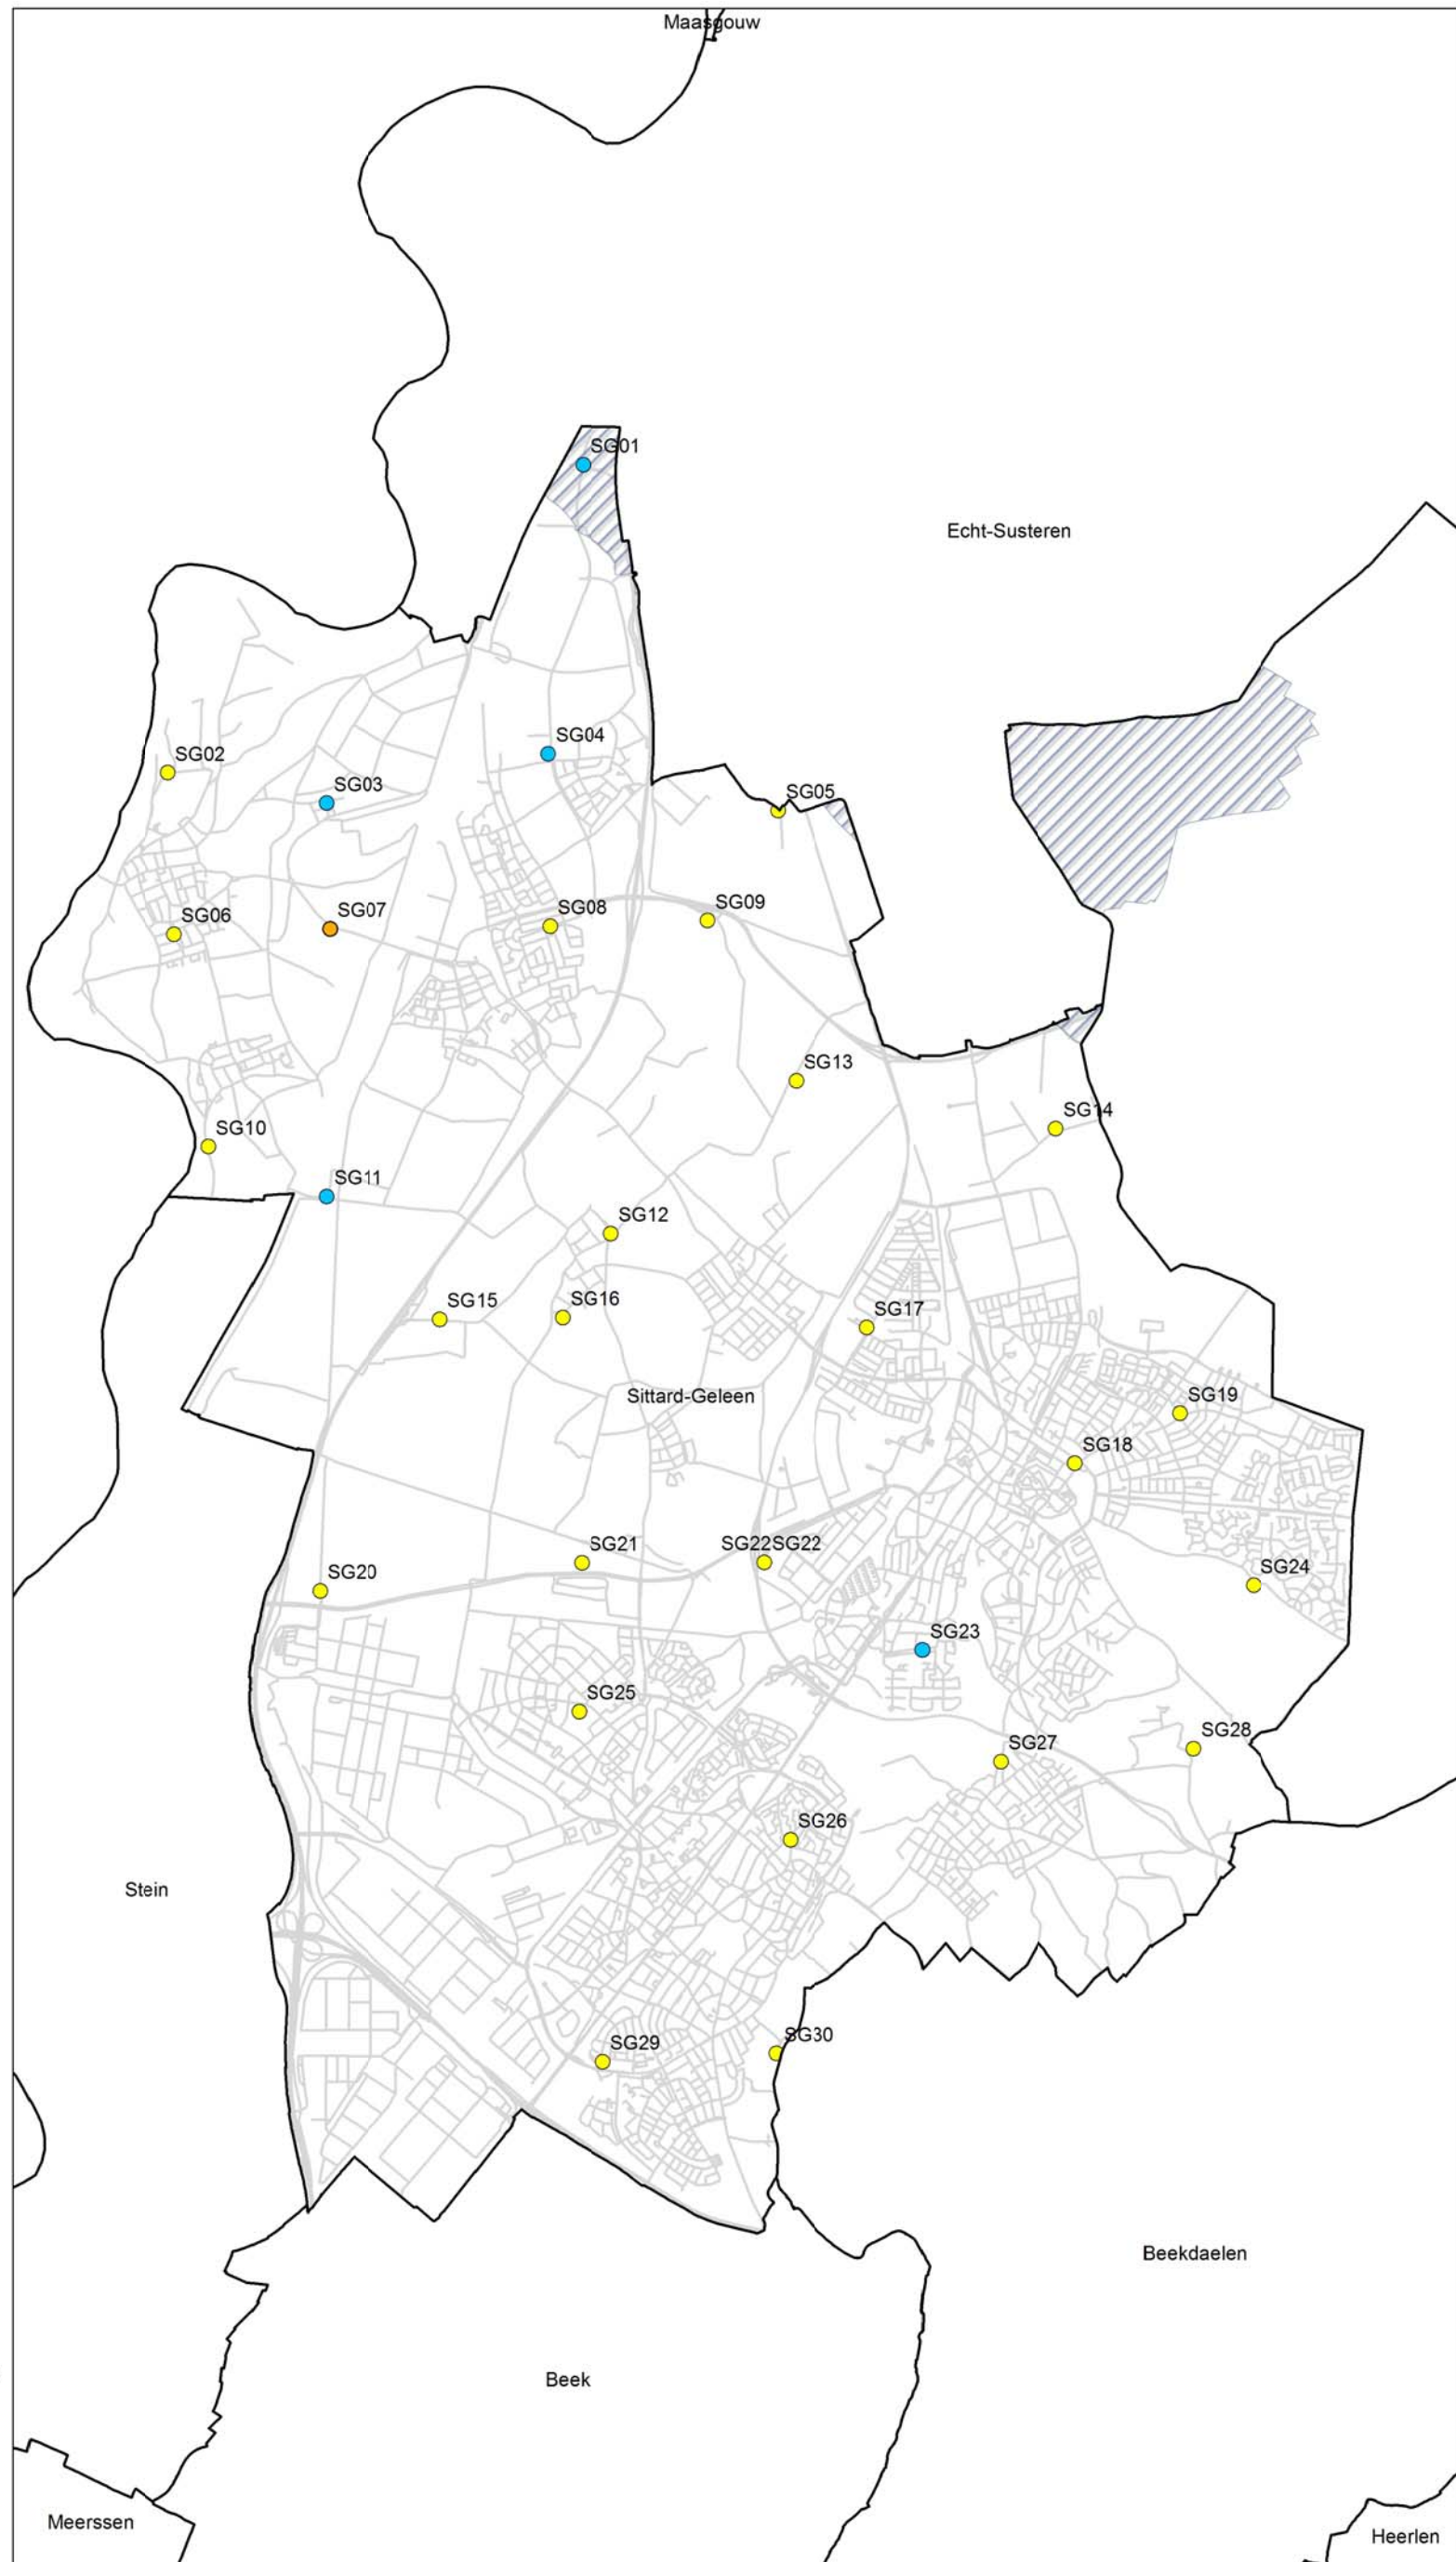 Maasgouw
SG01
Echt-Susteren
SG04
SG02
SG03
SG05
SG06
SG07
SG08
SG09
SG13
SG14
SG10
SG11
SG12
SG15
SG16
SG17
Sittard-Geleen
SG19
SG18
SG21
SG22SG22
SG20
SG24
SG23
SG25
SG28
SG27
SG26
Stein
SG29
SG30
Beekdaelen
Beek
Meerssen
Heerlen